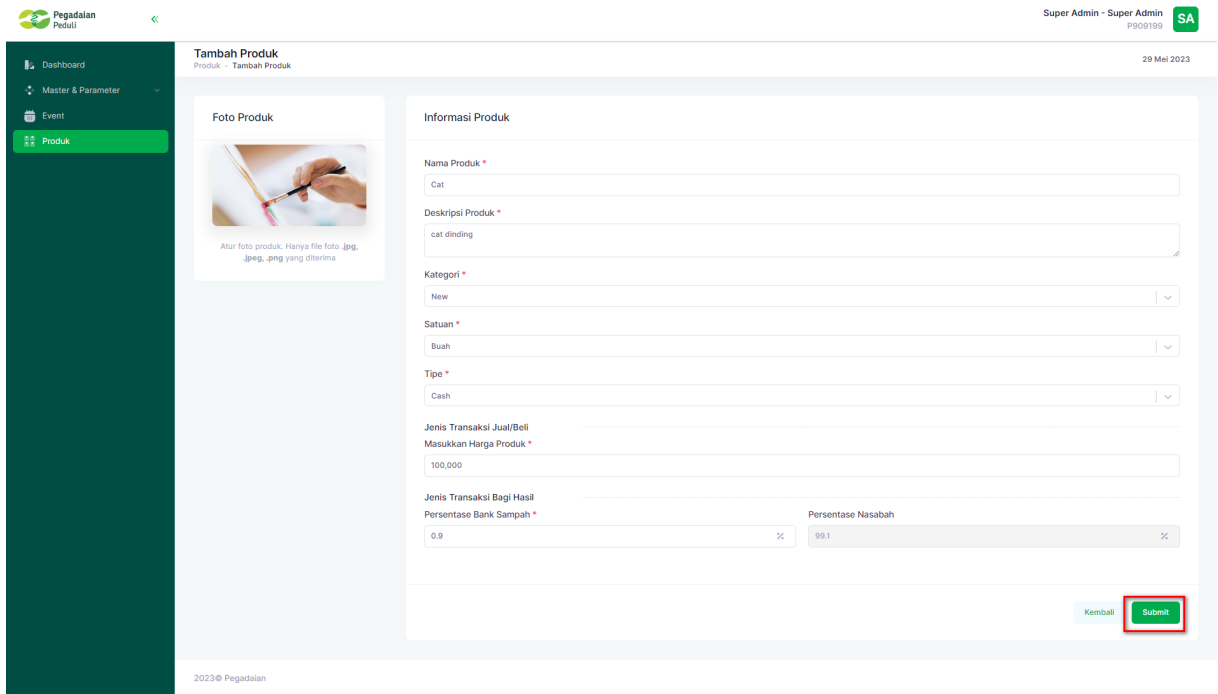 Pegadaian
Peduli
Super Admin - Super Admin
P909199
SA
Dashboard
Master & Parameter
Event
Produk
Tambah Produk
Produk - Tambah Produk
29 Mei 2023
Foto Produk
Atur foto produk. Hanya file foto .jpg,
.jpeg, .png yang diterima
Informasi Produk
Nama Produk *
Cat
Deskripsi Produk *
cat dinding
Kategori *
New
Satuan *
Buah
Tipe *
Cash
Jenis Transaksi Jual/Beli
Masukkan Harga Produk *
100,000
Jenis Transaksi Bagi Hasil
Persentase Bank Sampah *
0.9 %
Persentase Nasabah
99.1 %
Kembali
Submit
2023© Pegadaian